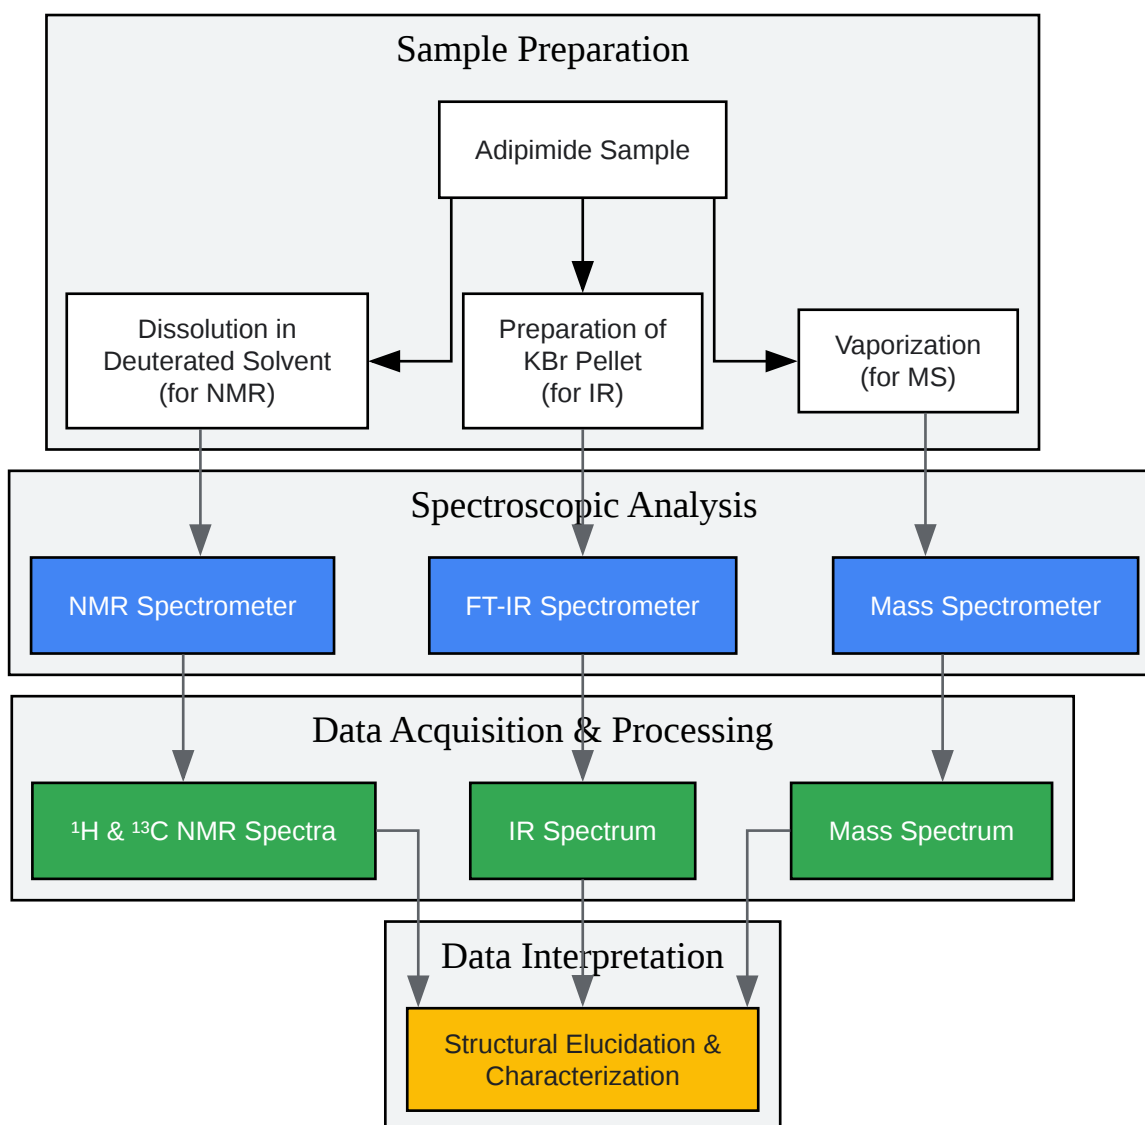 Sample Preparation
Adipimide Sample
Dissolution in
Deuterated Solvent
(for NMR)
Preparation of
KBr Pellet
(for IR)
Vaporization
(for MS)
Spectroscopic Analysis
NMR Spectrometer
FT-IR Spectrometer
Mass Spectrometer
Data Acquisition & Processing
¹H & ¹³C NMR Spectra
IR Spectrum
Mass Spectrum
Data Interpretation
Structural Elucidation &
Characterization